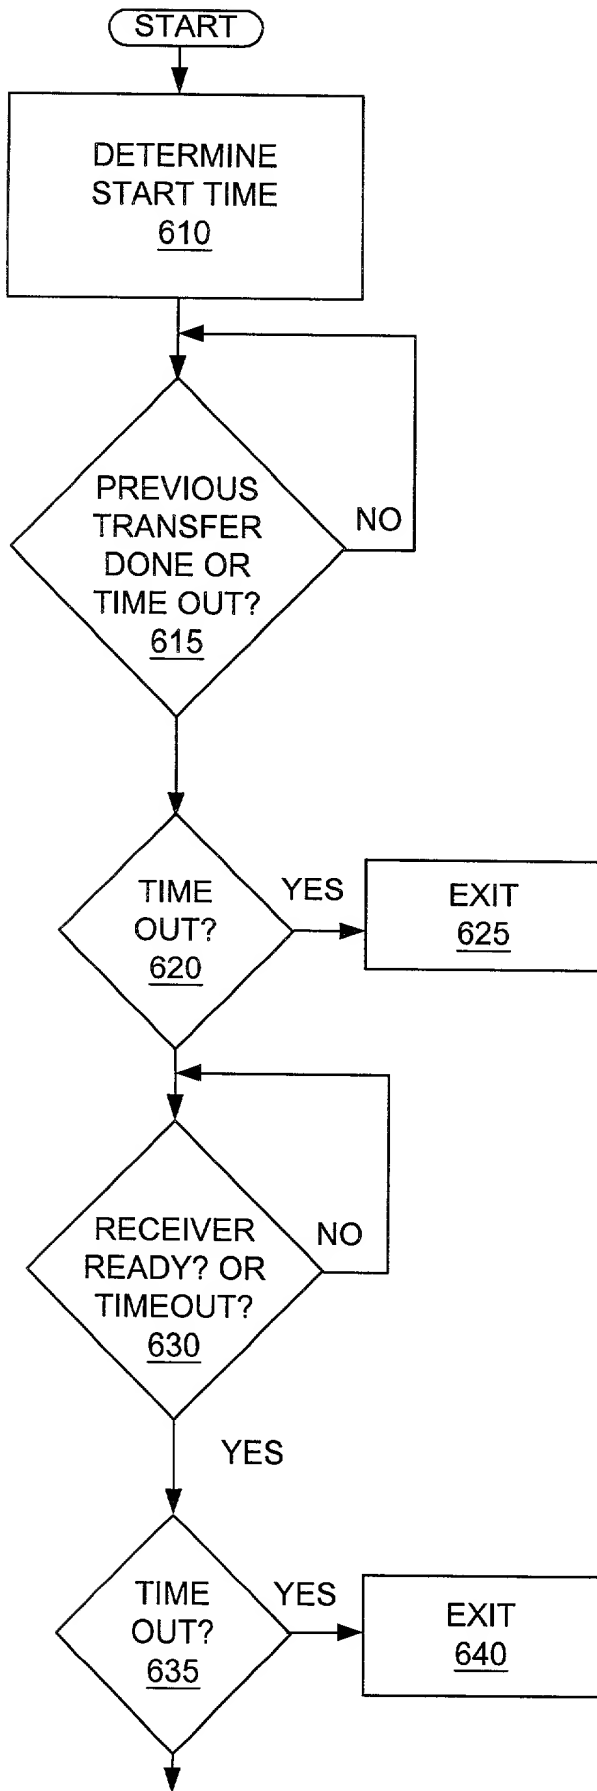 START
DETERMINE
START TIME
610
PREVIOUS
TRANSFER
DONE OR
TIME OUT?
615
NO
TIME
OUT?
620
YES
EXIT
625
RECEIVER
READY? OR
TIMEOUT?
630
NO
YES
TIME
OUT?
635
YES
EXIT
640